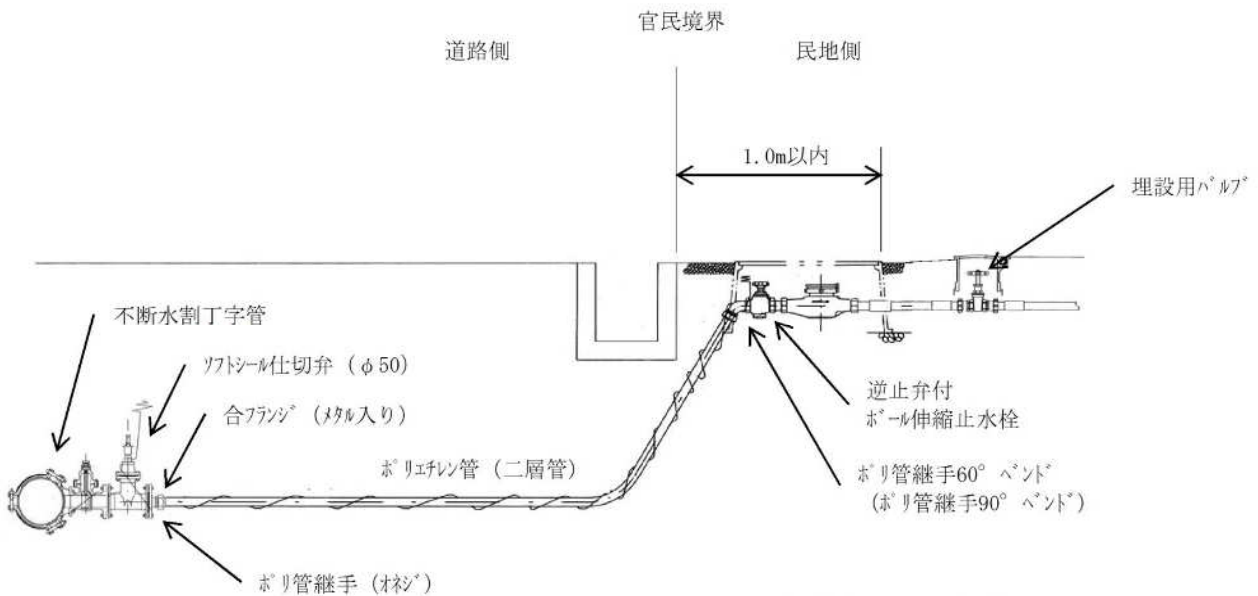 官民境界
道路側
民地側
1.0m以内
埋設用ﾊﾞﾙﾌﾞ
不断水割丁字管
ｿﾌﾄｼｰﾙ仕切弁（φ50）
合ﾌﾗﾝｼﾞ（ﾒﾀﾙ入り）
ﾎﾟﾘｴﾁﾚﾝ管（二層管）
逆止弁付
ﾎﾞｰﾙ伸縮止水栓
ﾎﾟﾘ管継手60°ﾍﾞﾝﾄﾞ
(ﾎﾟﾘ管継手90°ﾍﾞﾝﾄﾞ)
ﾎﾟﾘ管継手（ｵﾈｼﾞ）